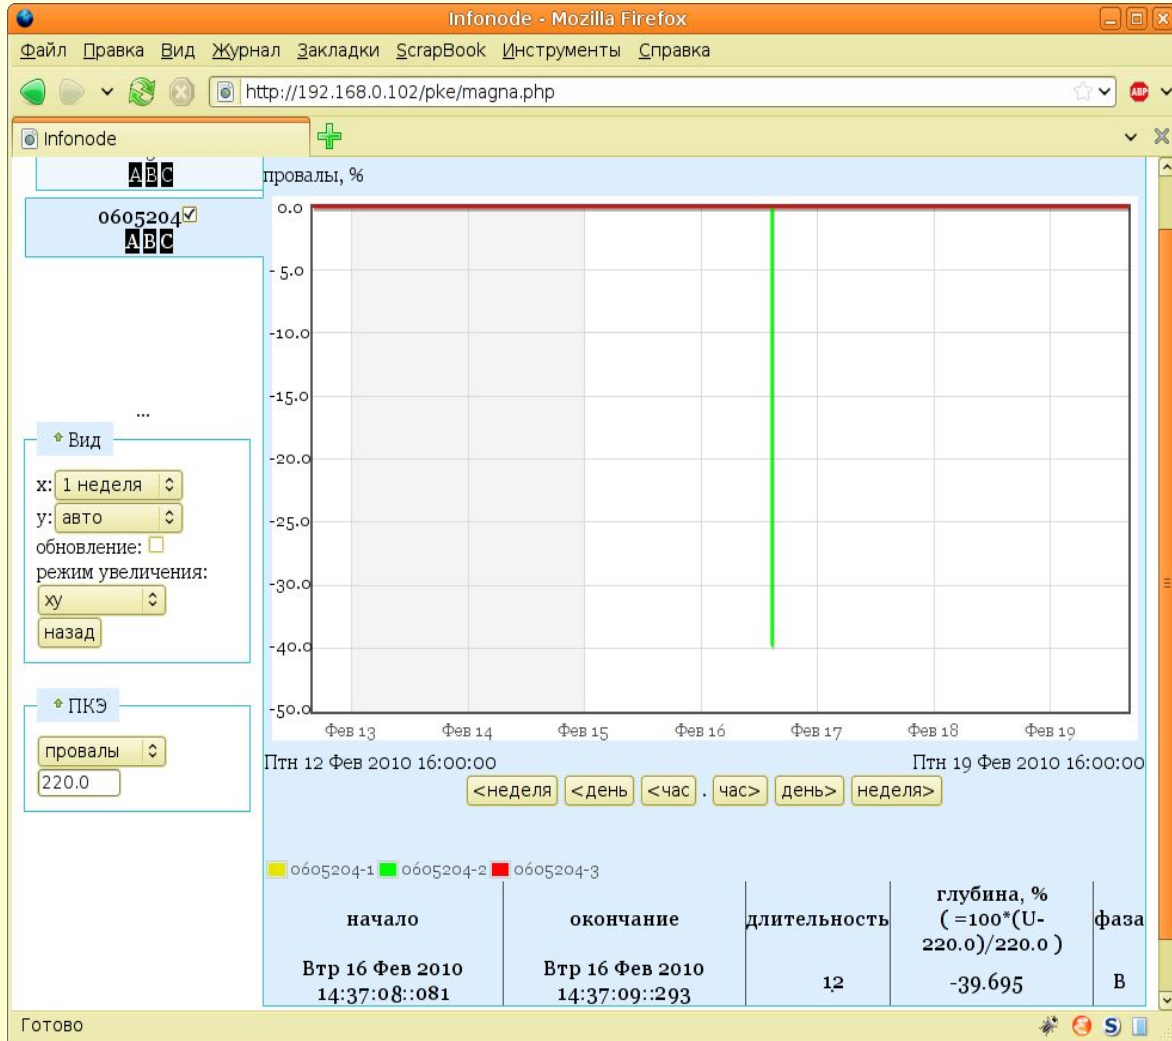 Infonode - Mozilla Firefox
Файл Правка Вид Журнал Закладки ScrapBook Инструменты Справка
http://192.168.0.102/pke/magna.php
ABP
Infonode
A B C
0605204
A B C
...
Вид
x: 1 неделя
y: авто
обновление:
режим увеличения:
xy
назад
ПКЭ
провалы
220.0
провалы, %
0.0
- 5.0
-10.0
-15.0
-20.0
-25.0
-30.0
-40.0
-50.0
Фев 13 Фев 14 Фев 15 Фев 16 Фев 17 Фев 18 Фев 19
Птн 12 Фев 2010 16:00:00 Птн 19 Фев 2010 16:00:00
<неделя <день <час . час> день> неделя>
0605204-1 0605204-2 0605204-3
начало окончание длительность глубина, %
( =100*(U-
220.0)/220.0 ) фаза
Втр 16 Фев 2010
14:37:08::081
Втр 16 Фев 2010
14:37:09::293
1,2 -39.695 B
Готово
S